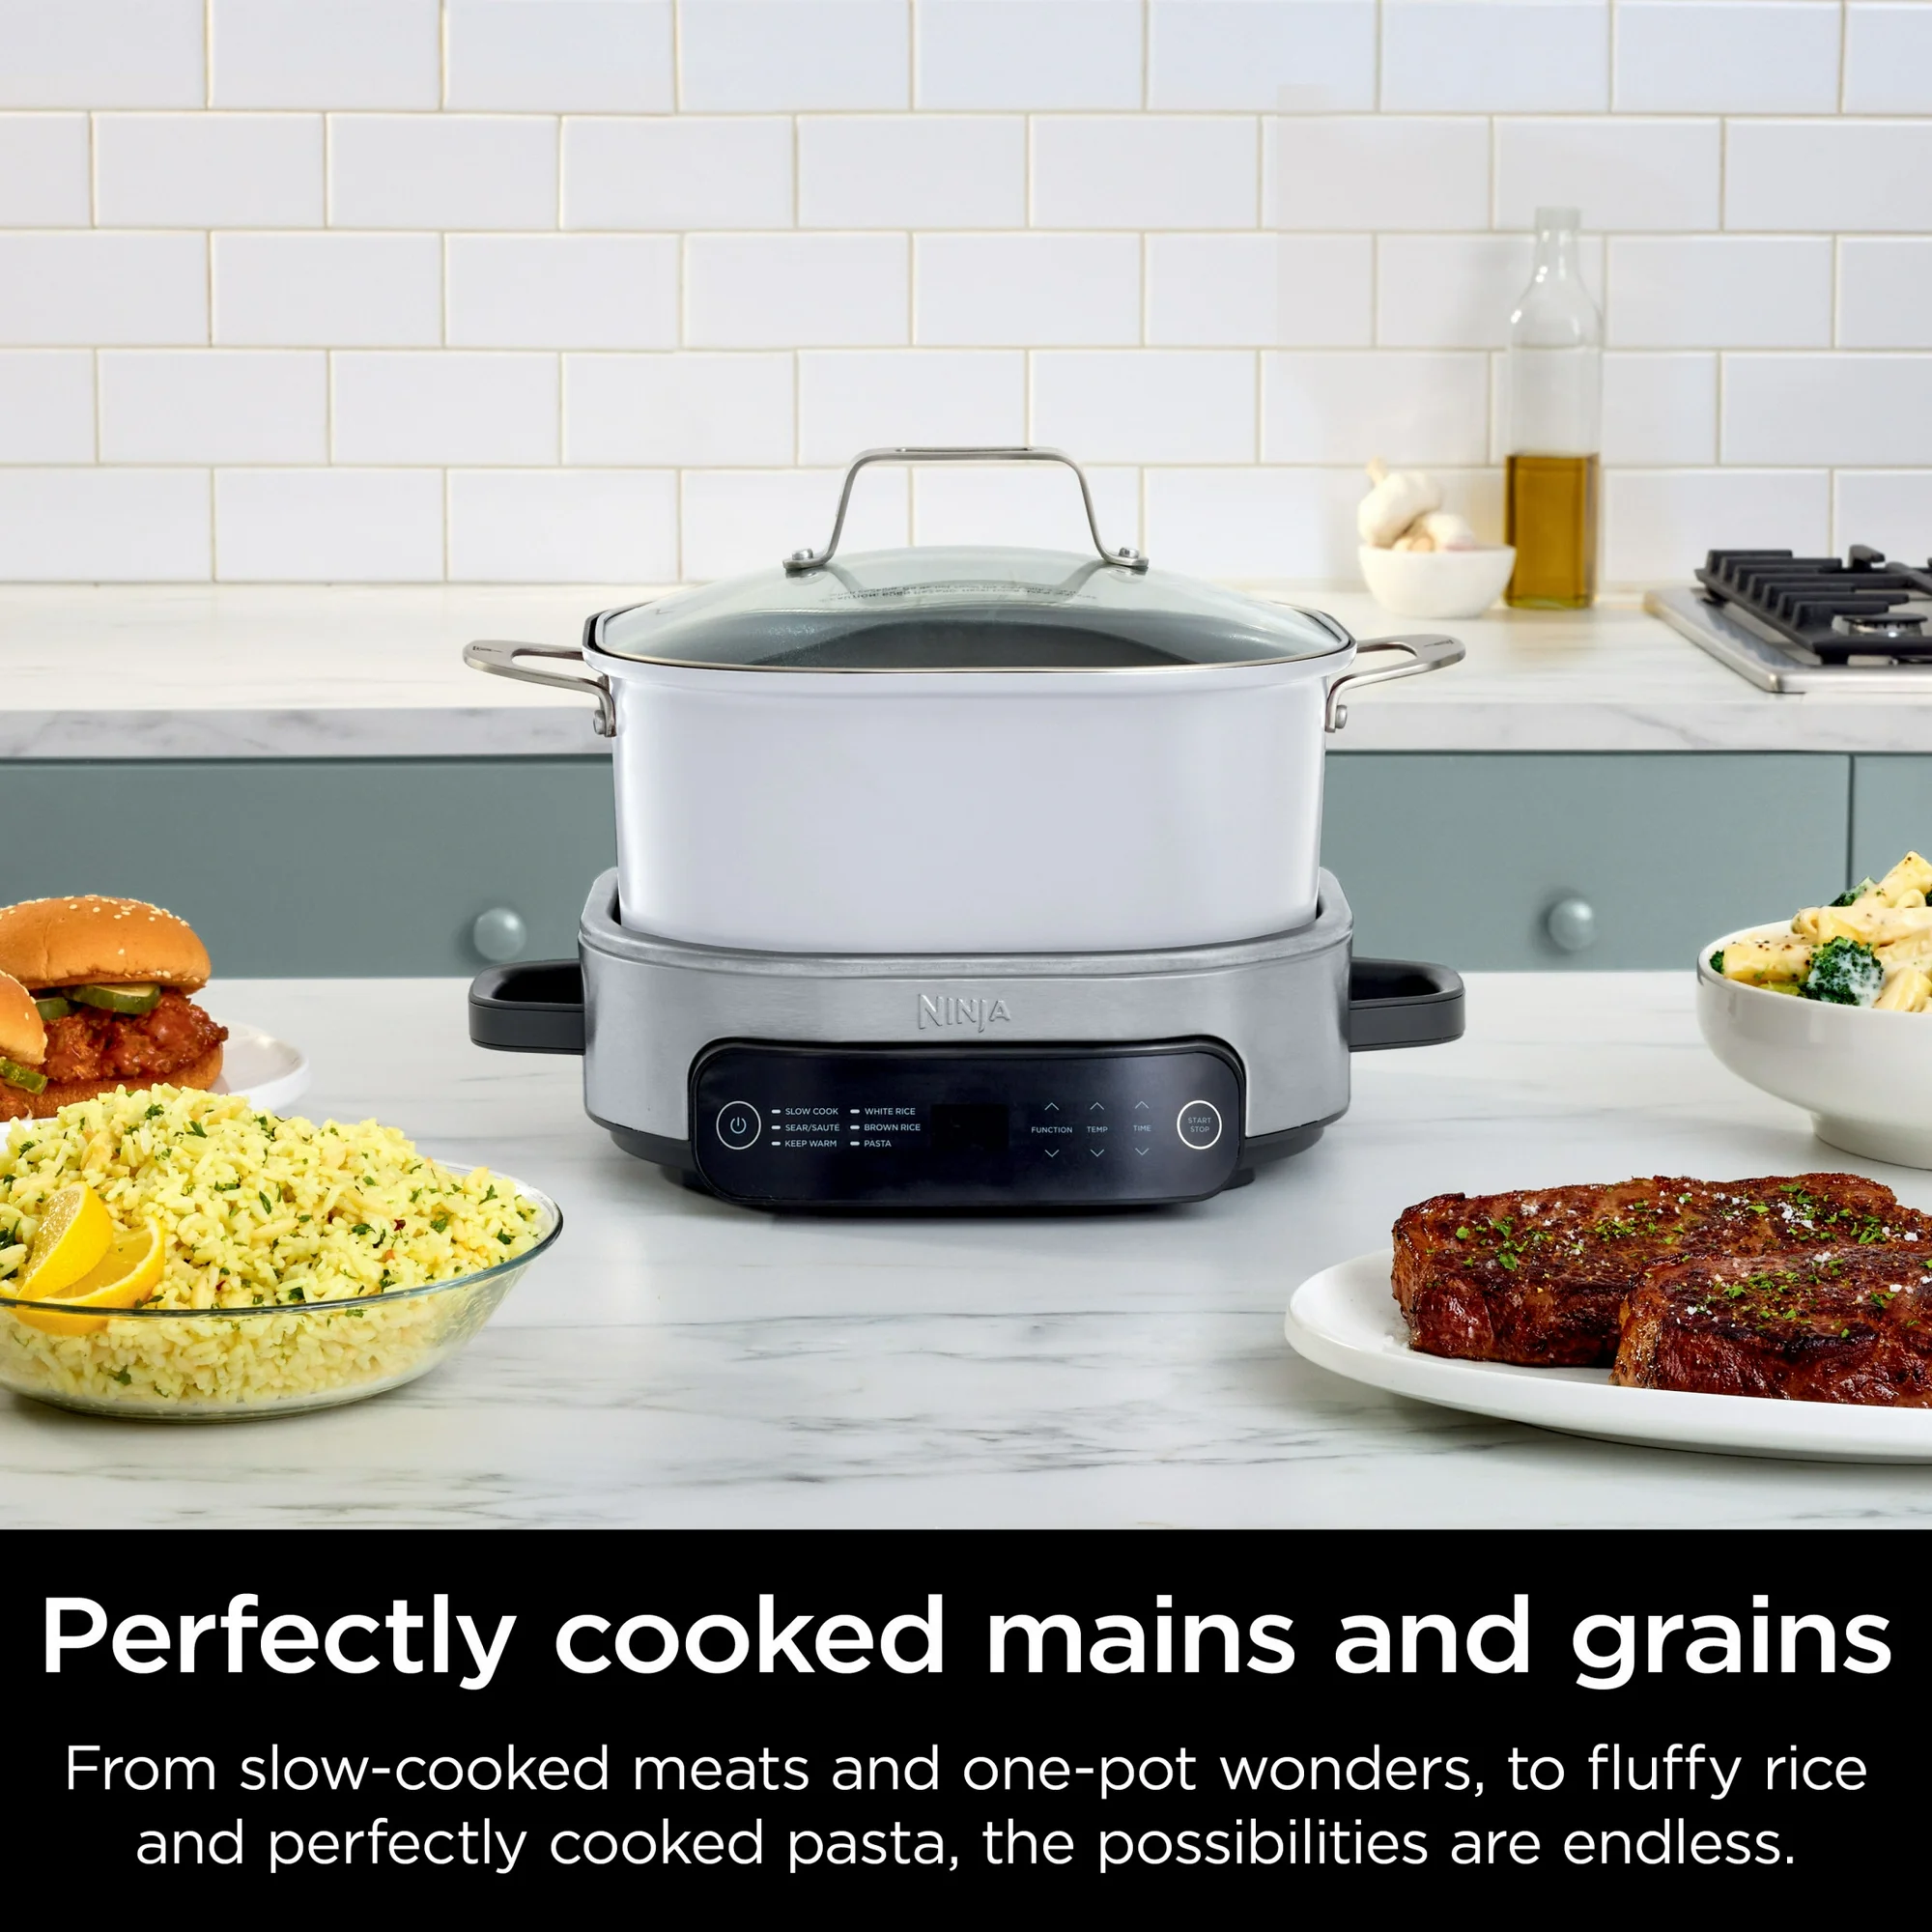 NINJA
SLOW COOK
SEAR/SAUTÉ
KEEP WARM
WHITE RICE
BROWN RICE
PASTA
FUNCTION
TEMP
TIME
START
STOP
Perfectly cooked mains and grains
From slow-cooked meats and one-pot wonders, to fluffy rice
and perfectly cooked pasta, the possibilities are endless.